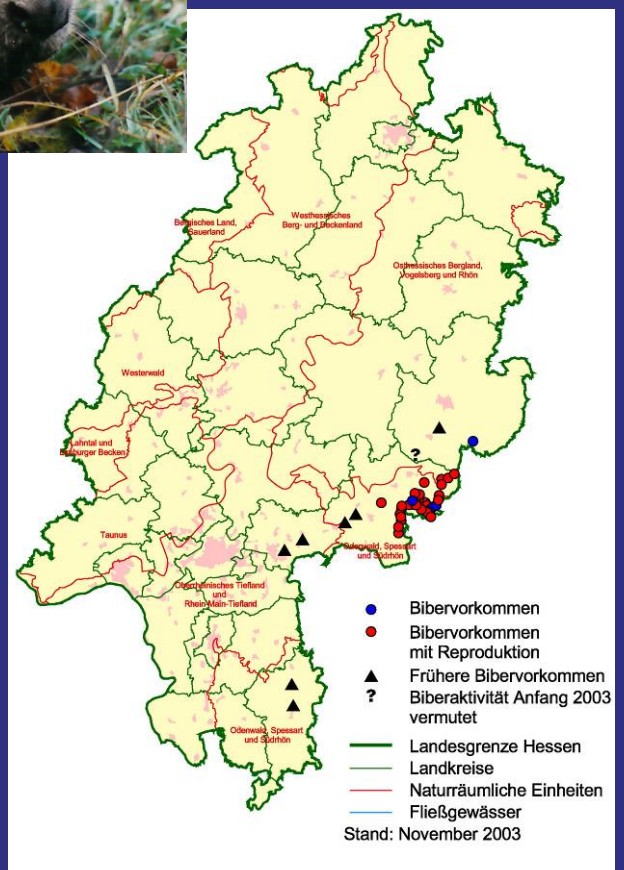 Bergisches Land,
Sauerland
Westhessisches
Berg- und Beckenland
Osthessisches Bergland,
Vogelsberg und Rhön
Westerwald
Lahntal und
Limburger Becken
?
Taunus
Odenwald, Spessart
und Südrhön
Oberrheinisches Tiefland
und
Rhein-Main-Tiefland
Odenwald, Spessart
und Südrhön
Bibervorkommen
Bibervorkommen
mit Reproduktion
Frühere Bibervorkommen
? Biberaktivität Anfang 2003
vermutet
Landesgrenze Hessen
Landkreise
Naturräumliche Einheiten
Fließgewässer
Stand: November 2003